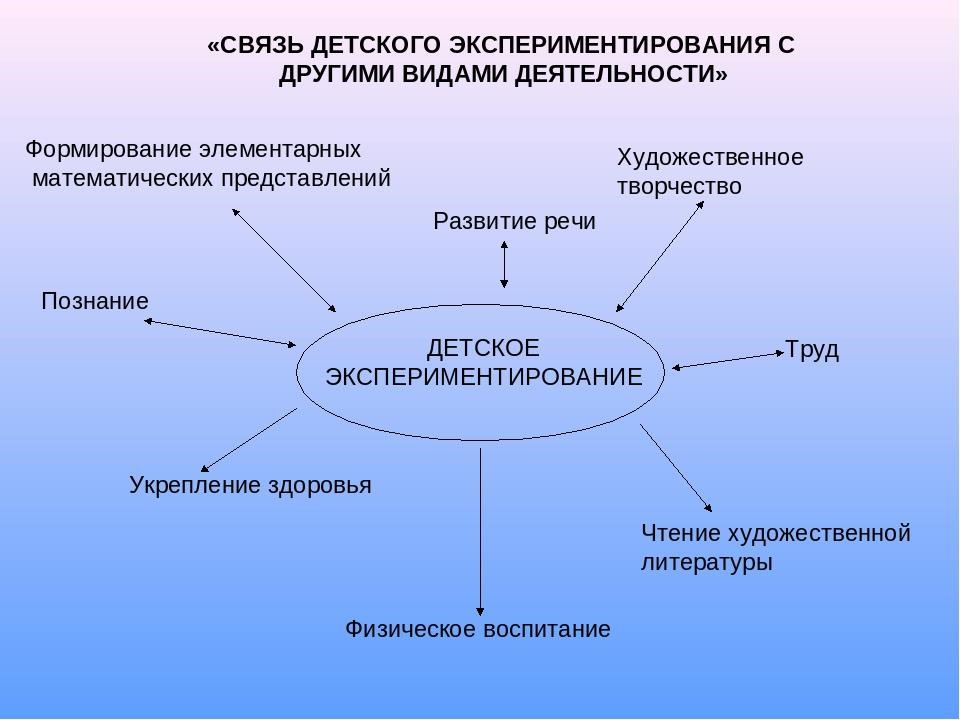 «СВЯЗЬ ДЕТСКОГО ЭКСПЕРИМЕНТИРОВАНИЯ С
ДРУГИМИ ВИДАМИ ДЕЯТЕЛЬНОСТИ»
Формирование элементарных
математических представлений
Художественное
творчество
Развитие речи
Познание
ДЕТСКОЕ
ЭКСПЕРИМЕНТИРОВАНИЕ
Труд
Укрепление здоровья
Чтение художественной
литературы
Физическое воспитание